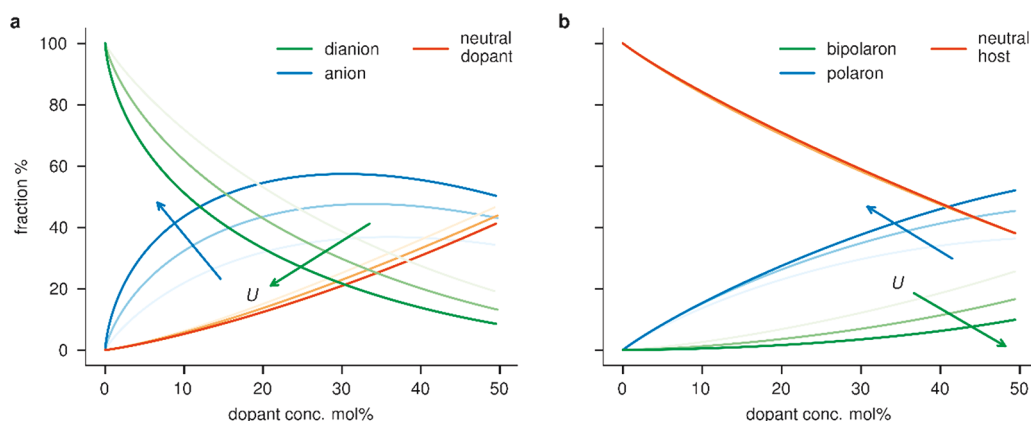 a
100
80
60
40
20
0
fraction %
dianion
anion
neutral
dopant
U
0 10 20 30 40 50
dopant conc. mol%
b
bipolaron
polaron
neutral
host
U
0 10 20 30 40 50
dopant conc. mol%